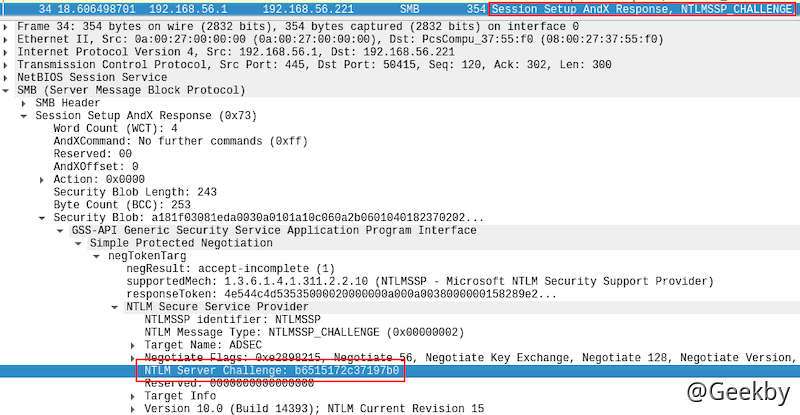 34 18.606498701 192.168.56.1 192.168.56.221 SMB 354 Session Setup AndX Response, NTLMSSP_CHALLENGE,
Frame 34: 354 bytes on wire (2832 bits), 354 bytes captured (2832 bits) on interface 0
Ethernet II, Src: 0a:00:27:00:00:00 (0a:00:27:00:00:00), Dst: PcsCompu_37:55:f0 (08:00:27:37:55:f0)
Internet Protocol Version 4, Src: 192.168.56.1, Dst: 192.168.56.221
Transmission Control Protocol, Src Port: 445, Dst Port: 50415, Seq: 120, Ack: 302, Len: 300
NetBIOS Session Service
SMB (Server Message Block Protocol)
SMB Header
Session Setup AndX Response (0x73)
Word Count (WCT): 4
AndXCommand: No further commands (0xff)
Reserved: 00
AndXOffset: 0
Action: 0x0000
Security Blob Length: 243
Byte Count (BCC): 253
Security Blob: a181f03081eda0030a0101a10c060a2b0601040182370202...
GSS-API Generic Security Service Application Program Interface
Simple Protected Negotiation
negTokenTarg
negResult: accept-incomplete (1)
supportedMech: 1.3.6.1.4.1.311.2.2.10 (NTLMSSP - Microsoft NTLM Security Support Provider)
responseToken: 4e544c4d53535000020000000a000a0038000000158289e2...
NTLM Secure Service Provider
NTLMSSP identifier: NTLMSSP
NTLM Message Type: NTLMSSP_CHALLENGE (0x00000002)
Target Name: ADSEC
Negotiate Flags: 0xe2898215, Negotiate 56, Negotiate Key Exchange, Negotiate 128, Negotiate Version,
NTLM Server Challenge: b6515172c37197b0
Reserved: 0000000000000000
Target Info
Version 10.0 (Build 14393); NTLM Current Revision 15
@Geekby